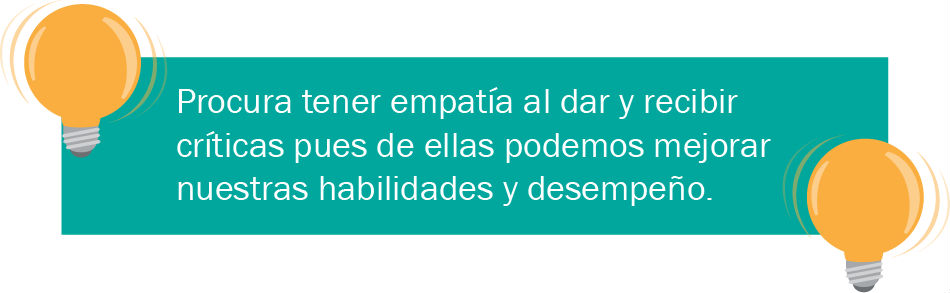 Procura tener empatía al dar y recibir
críticas pues de ellas podemos mejorar
nuestras habilidades y desempeño.